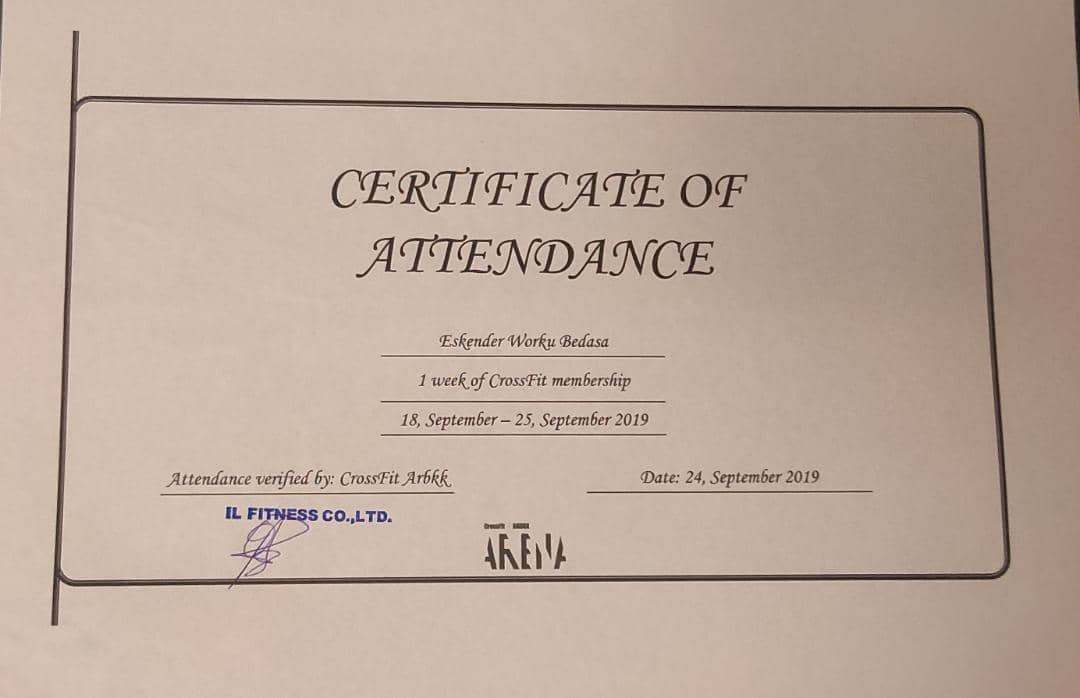 CERTIFICATE OF
ATTENDANCE
Eskender Worku Bedasa
1 week of CrossFit membership
18, September – 25, September 2019
Attendance verified by: CrossFit Arbkk
Date: 24, September 2019
IL FITNESS CO.,LTD.
ARENA